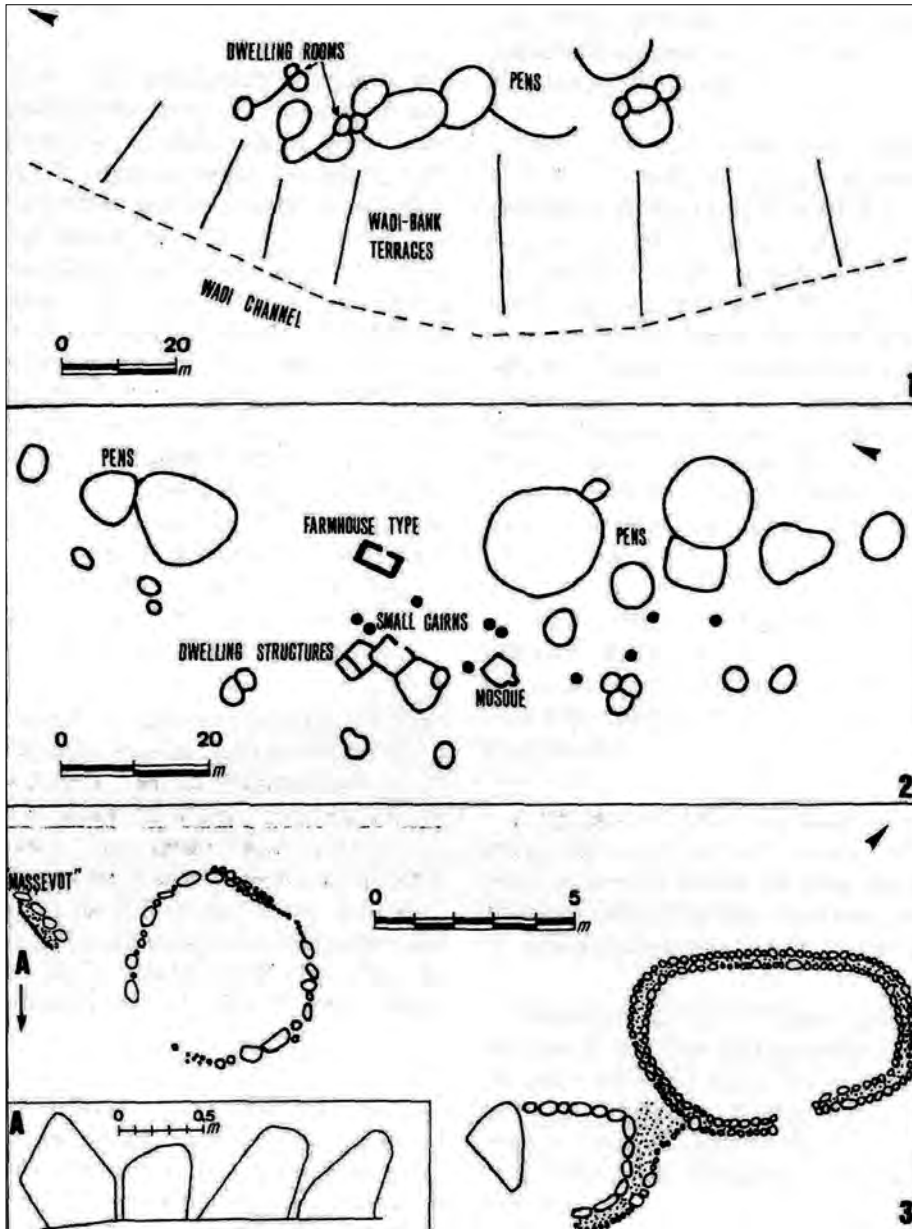 DWELLING ROOMS
PENS
WADI-BANK
TERRACES
WADI CHANNEL
0 20
m
1
PENS
FARMHOUSE TYPE
SMALL CAIRNS
DWELLING STRUCTURES
MOSQUE
PENS
0 20
m
2
"MASSEVOT"
A
0 5
m
A
0 0.5
m
3